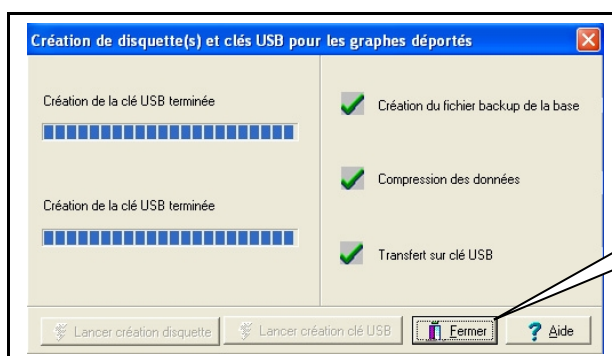 Création de disquette(s) et clés USB pour les graphes déportés
Création de la clé USB terminée
Création de la clé USB terminée
Création du fichier backup de la base
Compression des données
Transfert sur clé USB
Lancer création disquette
Lancer création clé USB
Fermer
Aide